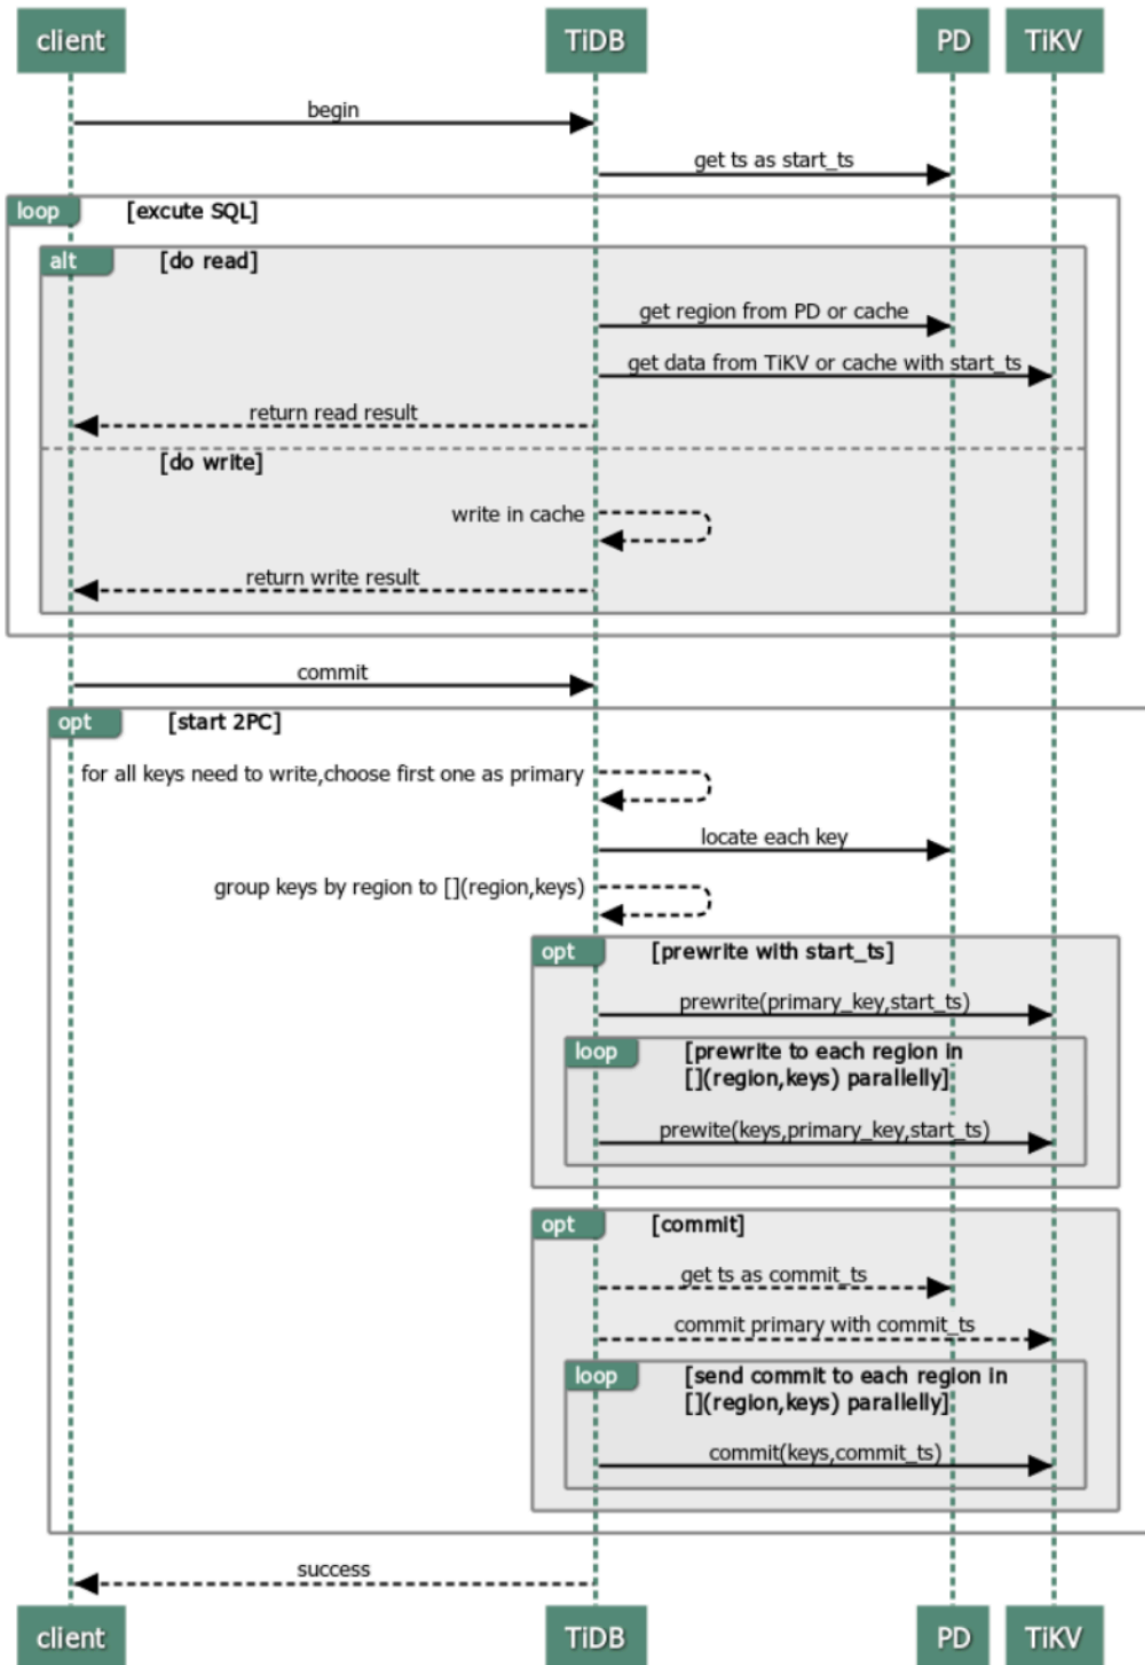 client TiDB PD TiKV
begin
get ts as start_ts
loop [excute SQL]
alt [do read]
get region from PD or cache
get data from TiKV or cache with start_ts
return read result
[do write]
write in cache
return write result
commit
opt [start 2PC]
for all keys need to write,choose first one as primary
locate each key
group keys by region to [](region,keys)
opt [prewrite with start_ts]
prewrite(primary_key,start_ts)
loop [prewrite to each region in
[](region,keys) parallelly]
prewite(keys,primary_key,start_ts)
opt [commit]
get ts as commit_ts
commit primary with commit_ts
loop [send commit to each region in
[](region,keys) parallelly]
commit(keys,commit_ts)
success
client TiDB PD TiKV